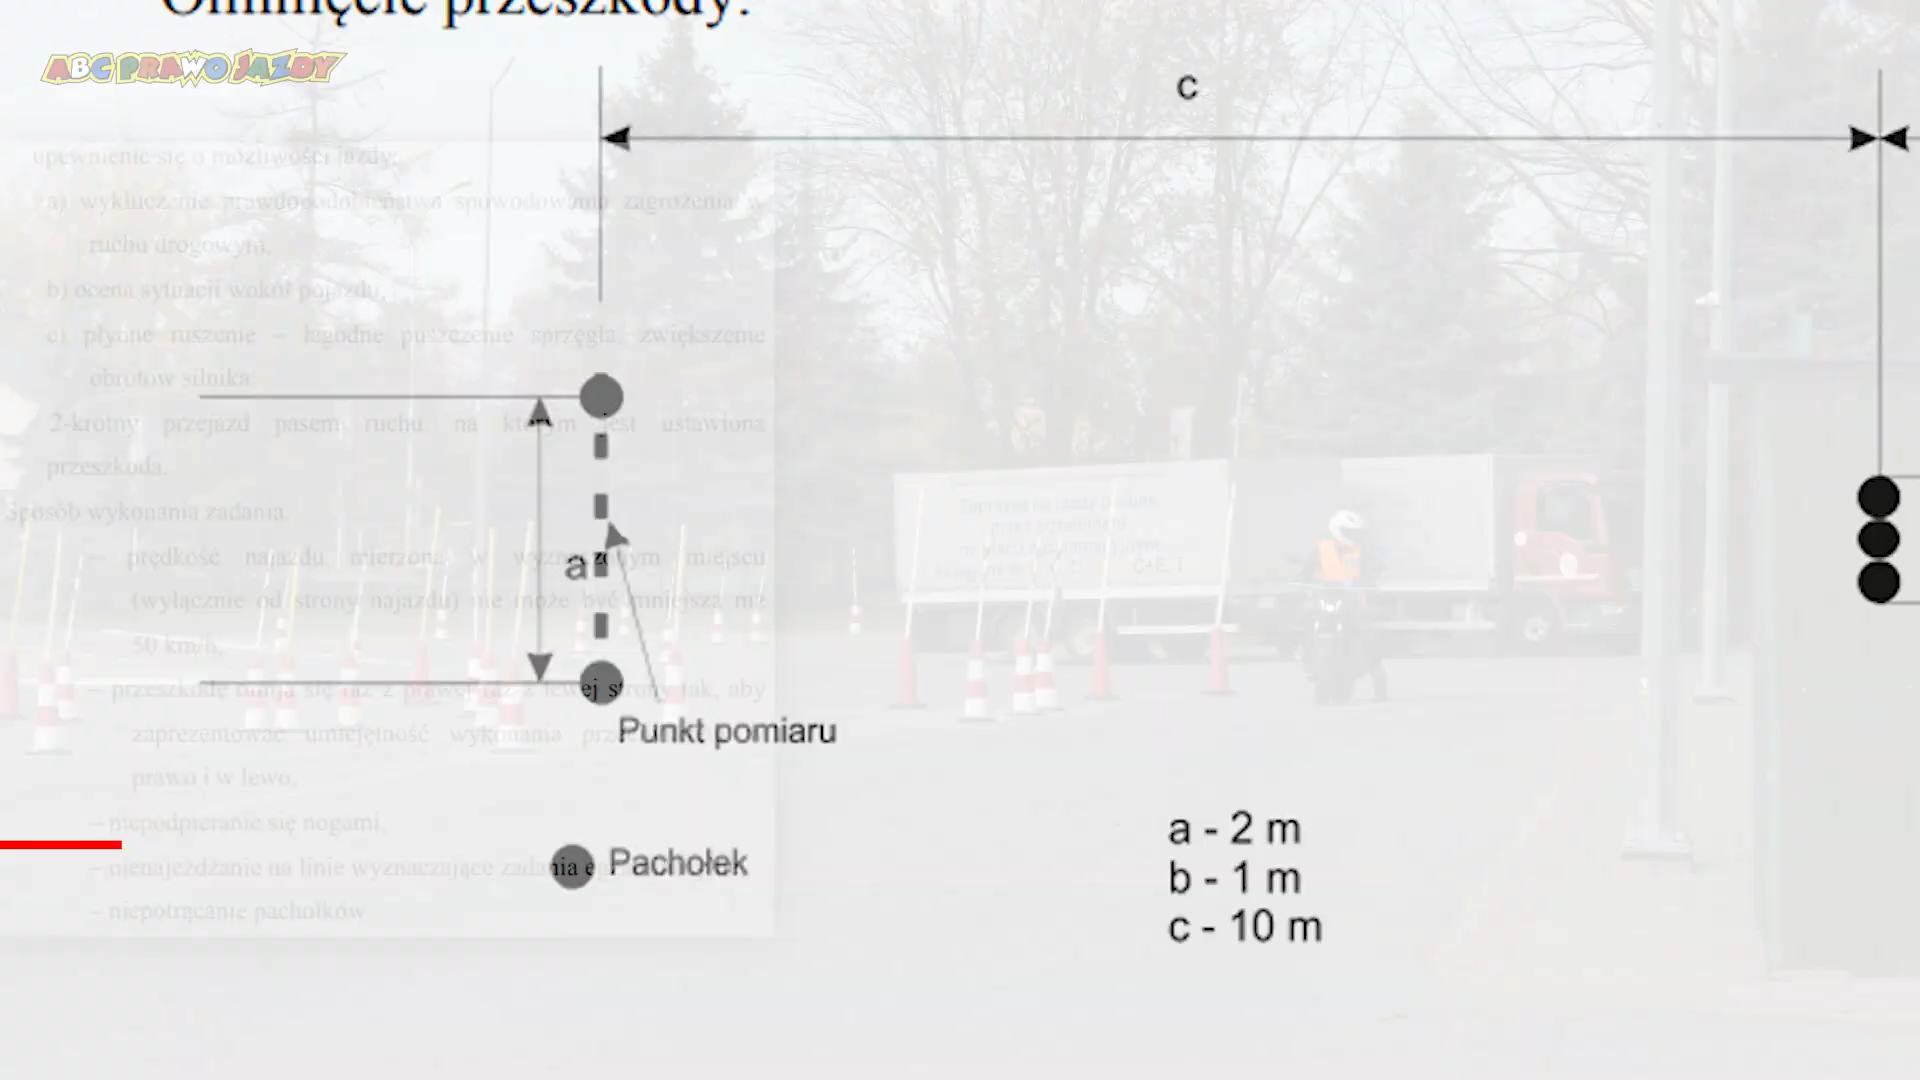 Ominięcie przeszkody:
ABC PRAWO JAZDY
c
upewnienie się o możliwości jazdy:
a) wykluczenie prawdopodobieństwa spowodowania zagrożenia w
ruchu drogowym,
b) ocena sytuacji wokół pojazdu,
c) płynne ruszenie – łagodne puszczenie sprzęgła, zwiększenie
obrotów silnika;
2-krotny przejazd pasem ruchu na którym jest ustawiona
przeszkoda.
Sposób wykonania zadania
– prędkość najazdu mierzona w wyznaczonym miejscu
(wyłącznie od strony najazdu) nie może być mniejsza niż
50 km/h,
– przeszkodę omija się raz z prawej raz z lewej strony tak, aby
zaprezentować umiejętność wykonania
prawo i w lewo,
– niepodpieranie się nogami,
– nienajeżdżanie na linie wyznaczające zadania
– niepotrącanie pachołków
a
Punkt pomiaru
Pachołek
a - 2 m
b - 1 m
c - 10 m
C+E, T